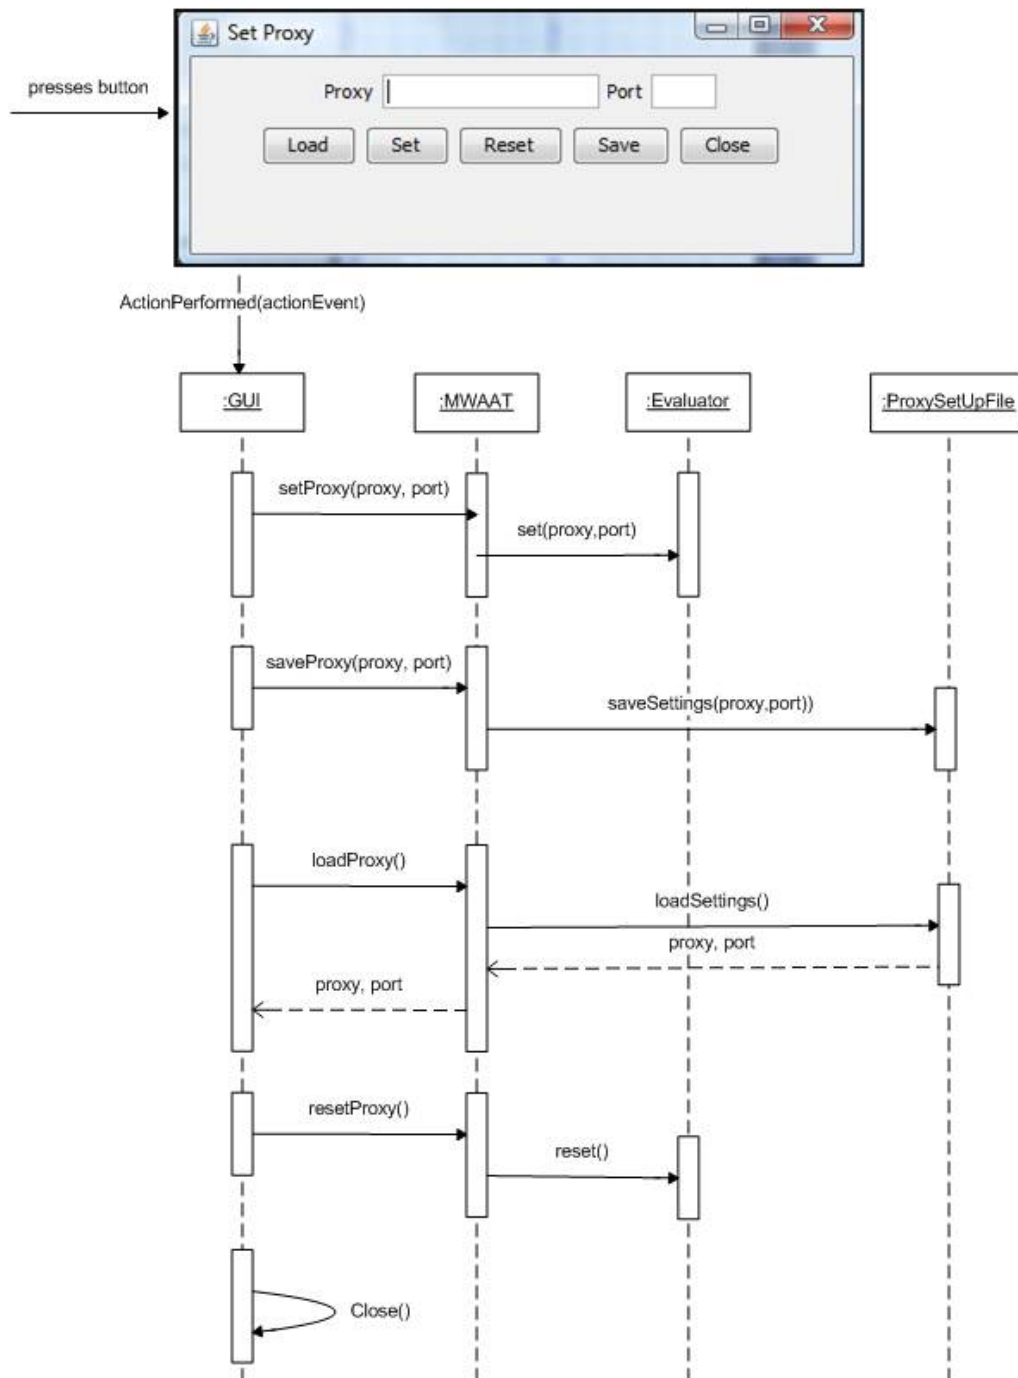 Set Proxy
presses button
Proxy
Port
Load Set Reset Save Close
ActionPerformed(actionEvent)
:GUI :MWAAT :Evaluator :ProxySetUpFile
setProxy(proxy, port)
set(proxy,port)
saveProxy(proxy, port)
saveSettings(proxy,port))
loadProxy()
loadSettings()
proxy, port
proxy, port
resetProxy()
reset()
Close()